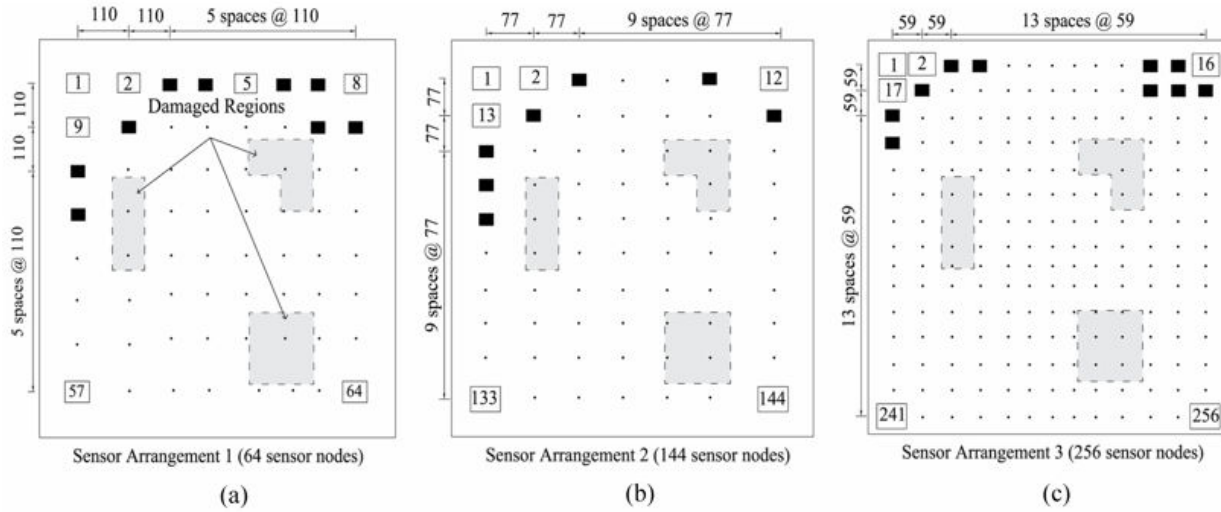 110 110 5 spaces @ 110
1 2 5 8
Damaged Regions
9
110
110
5 spaces @ 110
57 64
Sensor Arrangement 1 (64 sensor nodes)
(a)
77 77 9 spaces @ 77
1 2 12
13
77
77
9 spaces @ 77
133 144
Sensor Arrangement 2 (144 sensor nodes)
(b)
13 spaces @ 59
59 59
1 2 16
17
59
59
13 spaces @ 59
241 256
Sensor Arrangement 3 (256 sensor nodes)
(c)